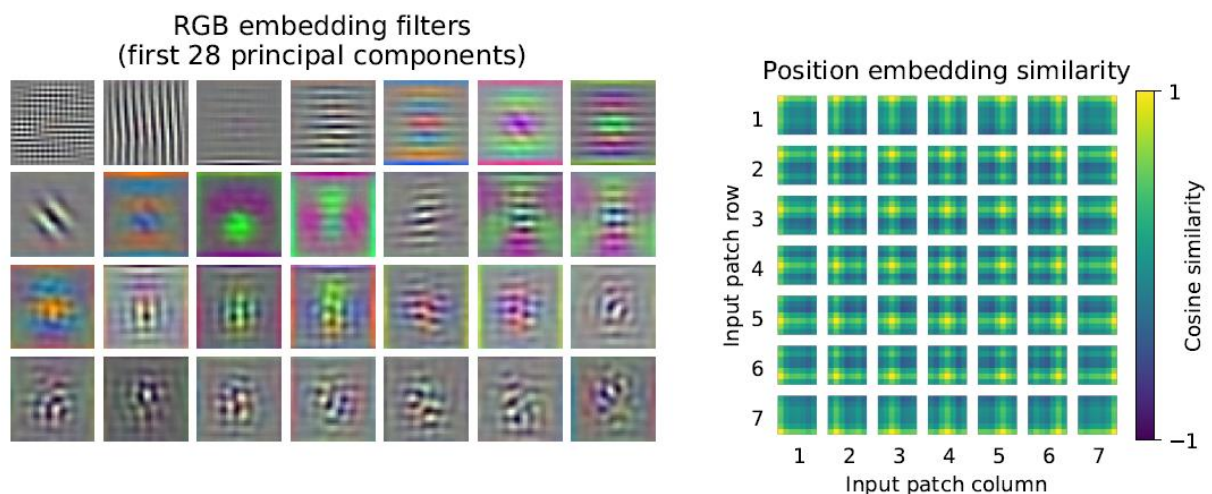 RGB embedding filters
(first 28 principal components)
Position embedding similarity
Input patch row
1
2
3
4
5
6
7
1 2 3 4 5 6 7
Input patch column
1
−1
Cosine similarity